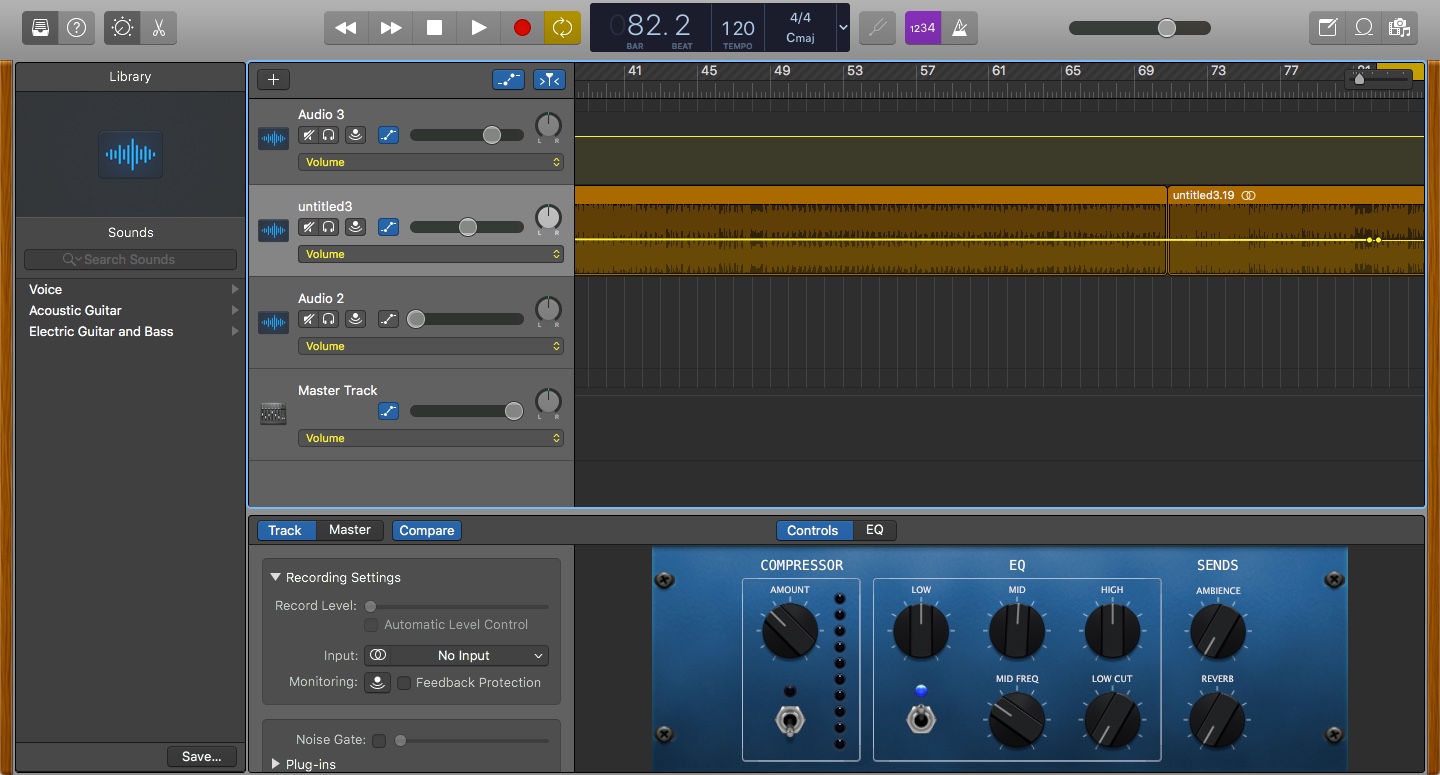 ?
082.2
120
4/4
Cmaj
BAR
BEAT
TEMPO
1234
Library
41 45 49 53 57 61 65 69 73 77 81
Audio 3
L R
Volume
untitled3
untitled3.19
Sounds
L R
Search Sounds
Volume
Voice
Acoustic Guitar
Electric Guitar and Bass
Audio 2
L R
Volume
Master Track
L R
Volume
Track
Master
Compare
Controls
EQ
Recording Settings
Record Level:
Automatic Level Control
Input:
No Input
Monitoring:
Feedback Protection
Noise Gate:
Plug-ins
Save...
COMPRESSOR
EQ
SENDS
AMOUNT
LOW
MID
HIGH
AMBIENCE
MID FREQ
LOW CUT
REVERB